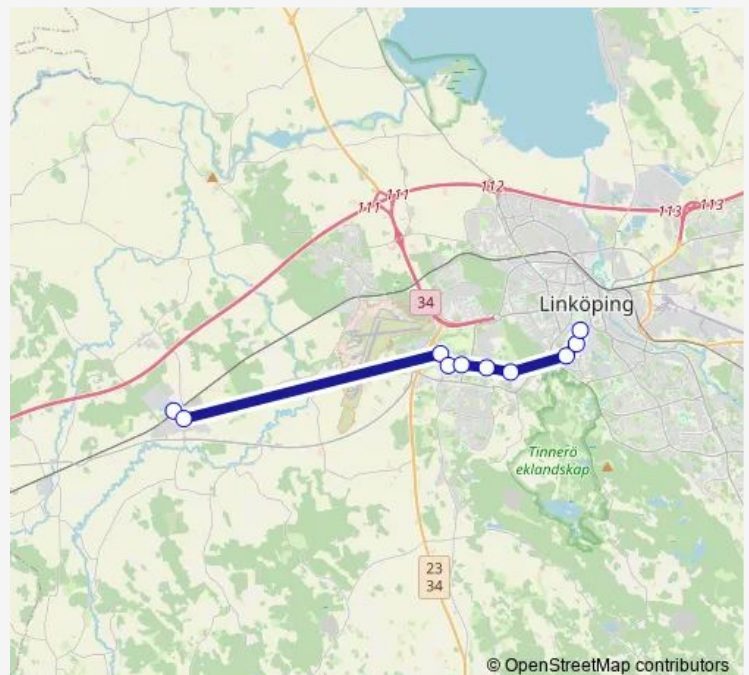 111
111
112
113
113
34
Linköping
Tinnerö
eklandskap
23
34
© OpenStreetMap contributors